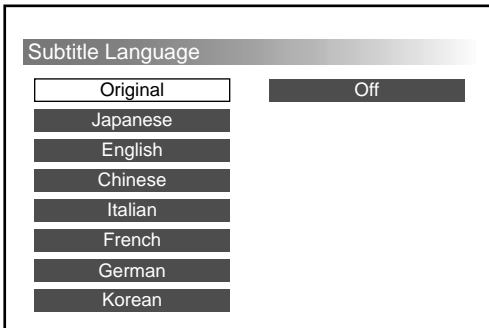 Subtitle Language
Original
Off
Japanese
English
Chinese
Italian
French
German
Korean